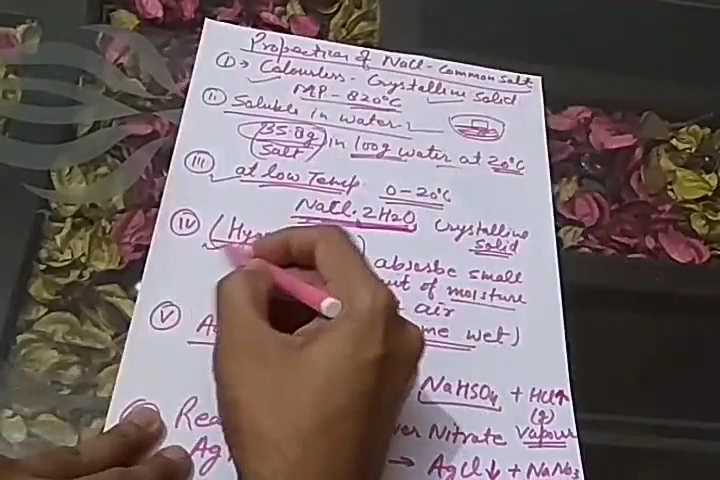 Properties of NaCl - Common Salt
(i) → Colourless - Crystalline Solid
MP - 820°C
(ii) Soluble in water
(35.8g Salt) in 100g water at 20°C
(iii) at low Temp. 0-20°C
NaCl.2H2O Crystalline Solid
(iv) absorbe small
of moisture
air
(v) wet)
NaHSO4 + HCl↑
(g)
Nitrate Vapour
Ag → AgCl↓ + NaNO3